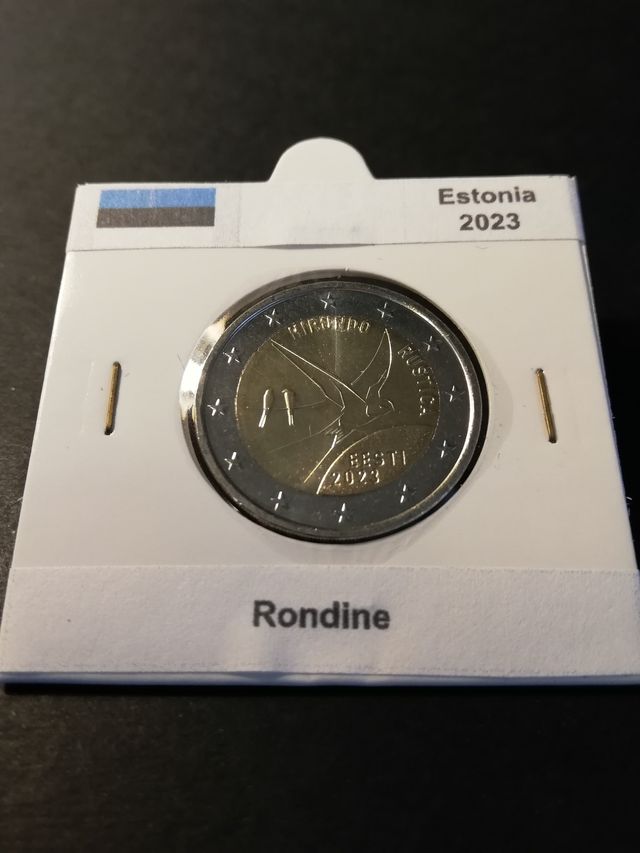 Estonia
2023
HIRUNDO
RUSTICA
EESTI
2023
Rondine